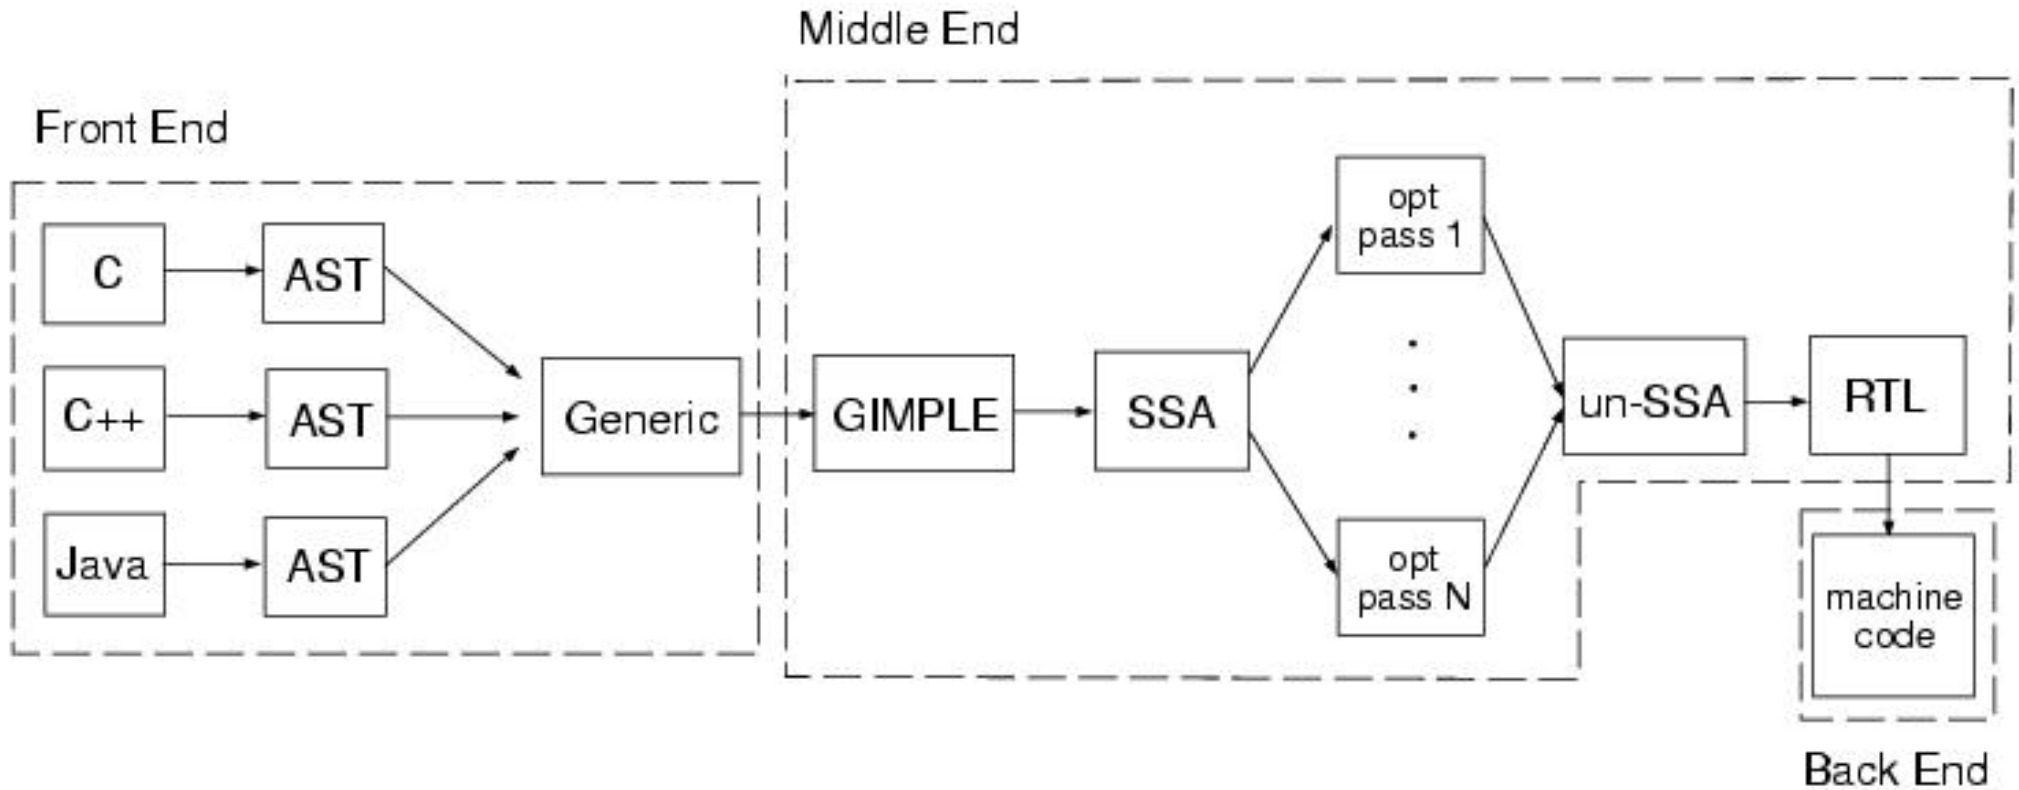 Middle End
Front End
C
AST
C++
AST
Java
AST
Generic
GIMPLE
SSA
opt
pass 1
opt
pass N
un-SSA
RTL
machine
code
Back End